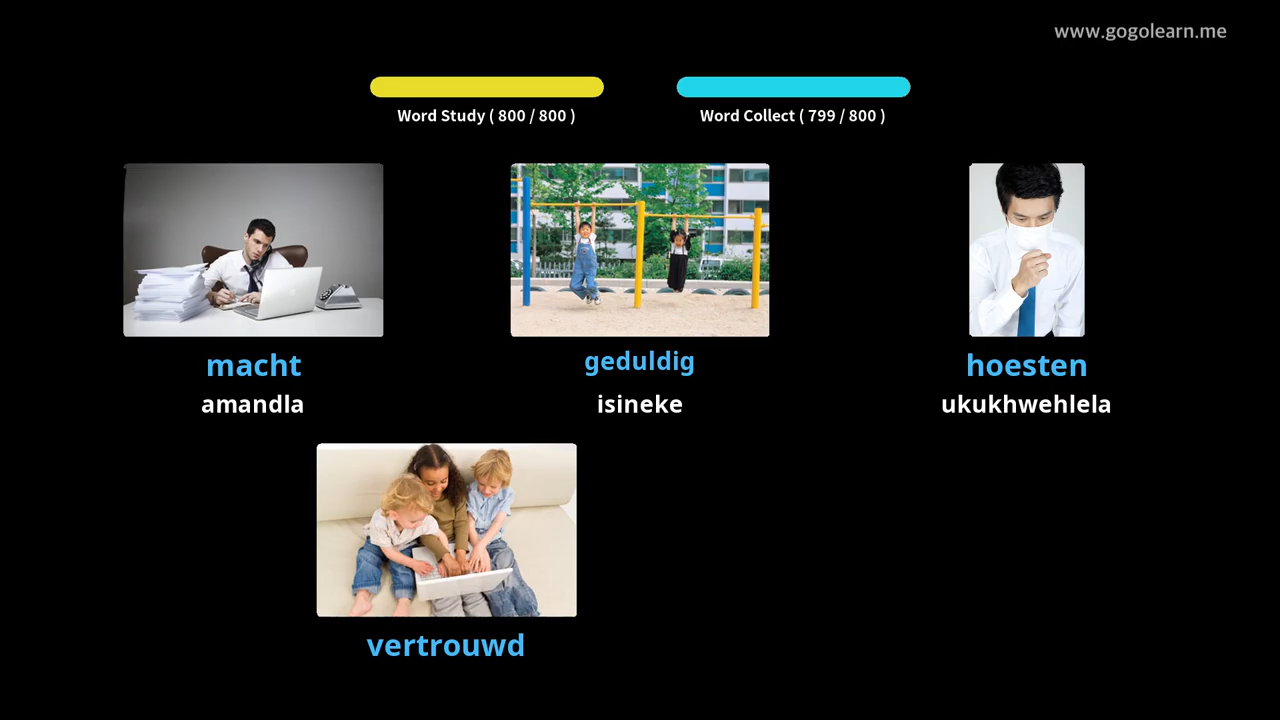 www.gogolearn.me
Word Study ( 800 / 800 )
Word Collect ( 799 / 800 )
macht
amandla
geduldig
isineke
hoesten
ukukhwehlela
vertrouwd